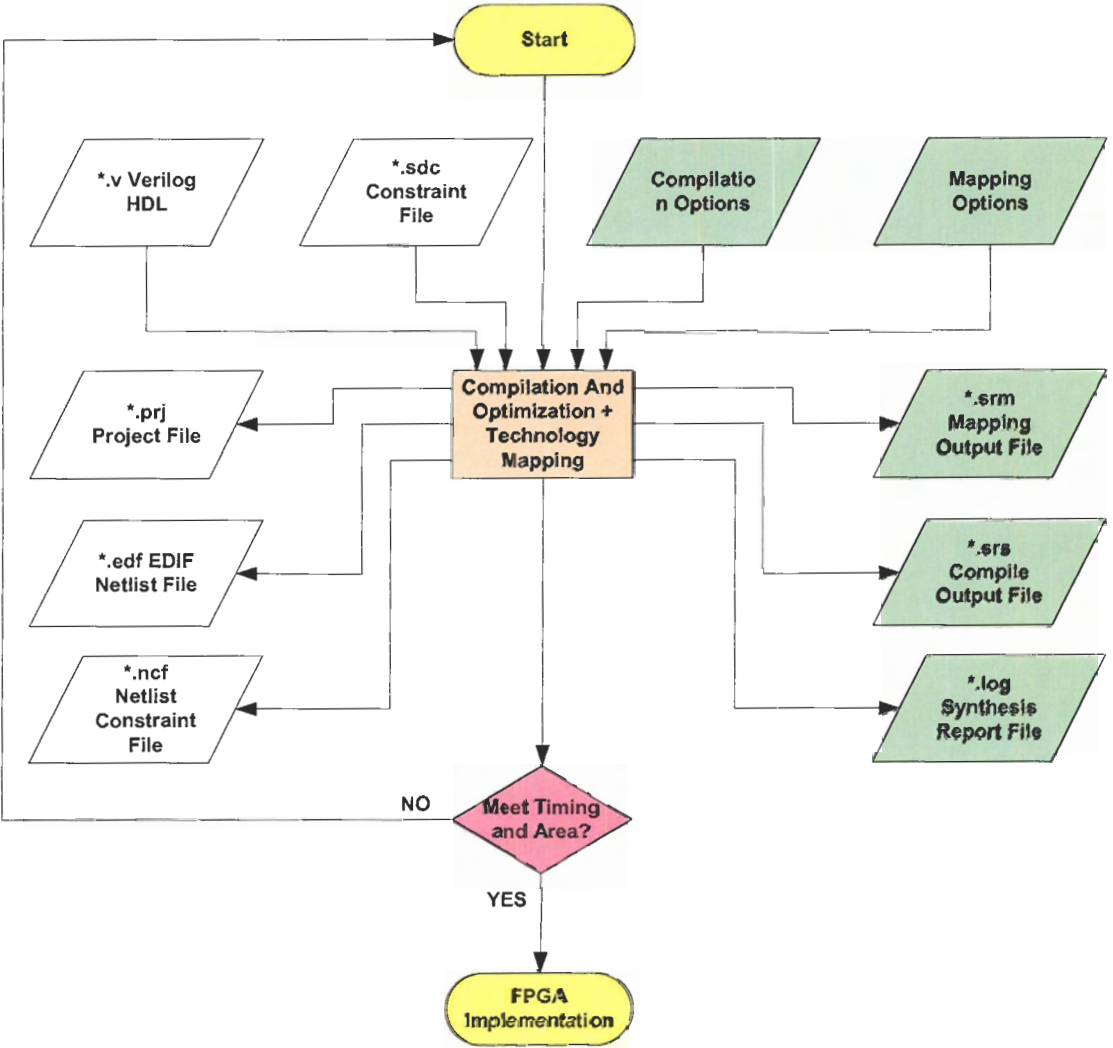 Start
*.v Verilog
HDL
*.sdc
Constraint
File
Compilatio
n Options
Mapping
Options
Compilation And
Optimization +
Technology
Mapping
*.prj
Project File
*.srm
Mapping
Output File
*.edf EDIF
Netlist File
*.srs
Compile
Output File
*.ncf
Netlist
Constraint
File
*.log
Synthesis
Report File
NO
Meet Timing
and Area?
YES
FPGA
Implementation